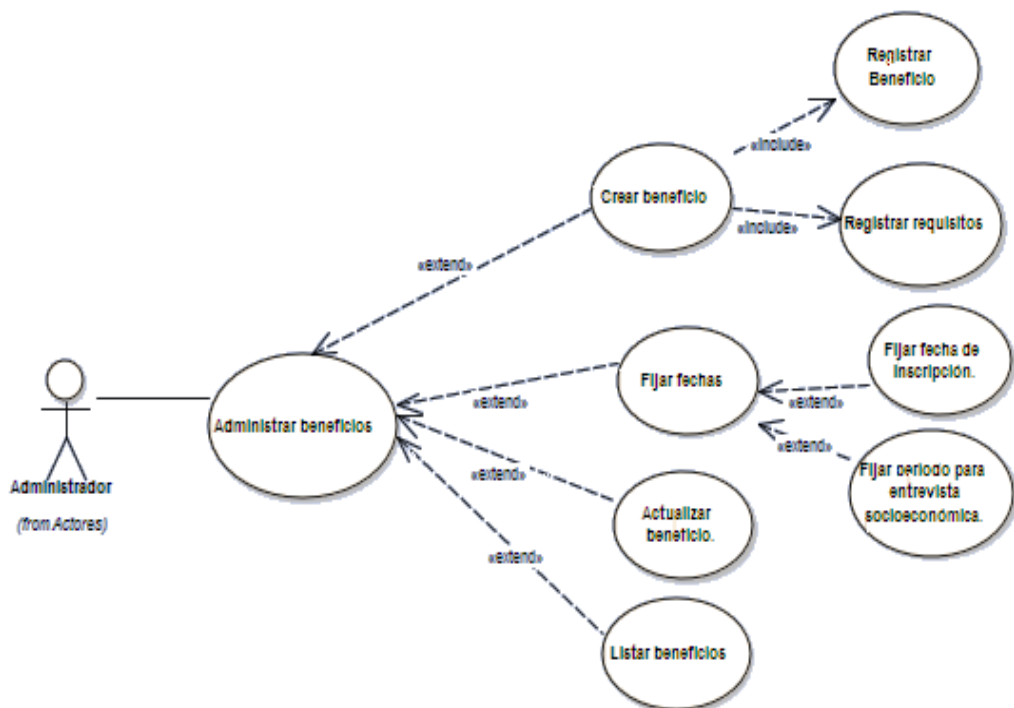 Registrar
Beneficio
«include»
Crear beneficio
Registrar requisitos
«include»
«extend»
Fijar fecha de
inscripción.
Fijar fechas
«extend»
«extend»
Administrar beneficios
«extend»
Fijar periodo para
entrevista
socioeconómica.
«extend»
Administrador
(from Actores)
Actualizar
beneficio.
«extend»
Listar beneficios